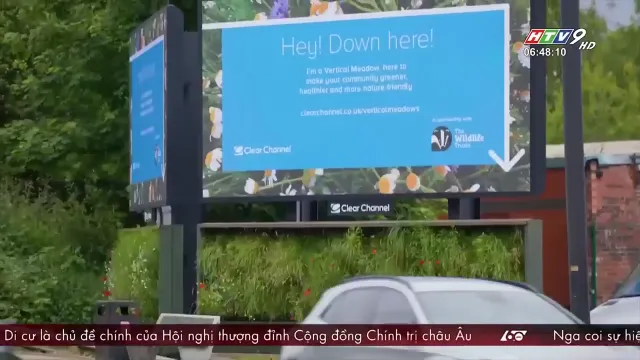 HTV9 HD
06:48:10
Hey! Down here!
I'm a Vertical Meadow, here to
make your community greener,
healthier and more nature friendly
clearchannel.co.uk/verticalmeadows
In partnership with
The
Wildlife
Trusts
Clear Channel
Clear Channel
Di cư là chủ đề chính của Hội nghị thượng đỉnh Cộng đồng Chính trị châu Âu
Nga coi sự hiệ